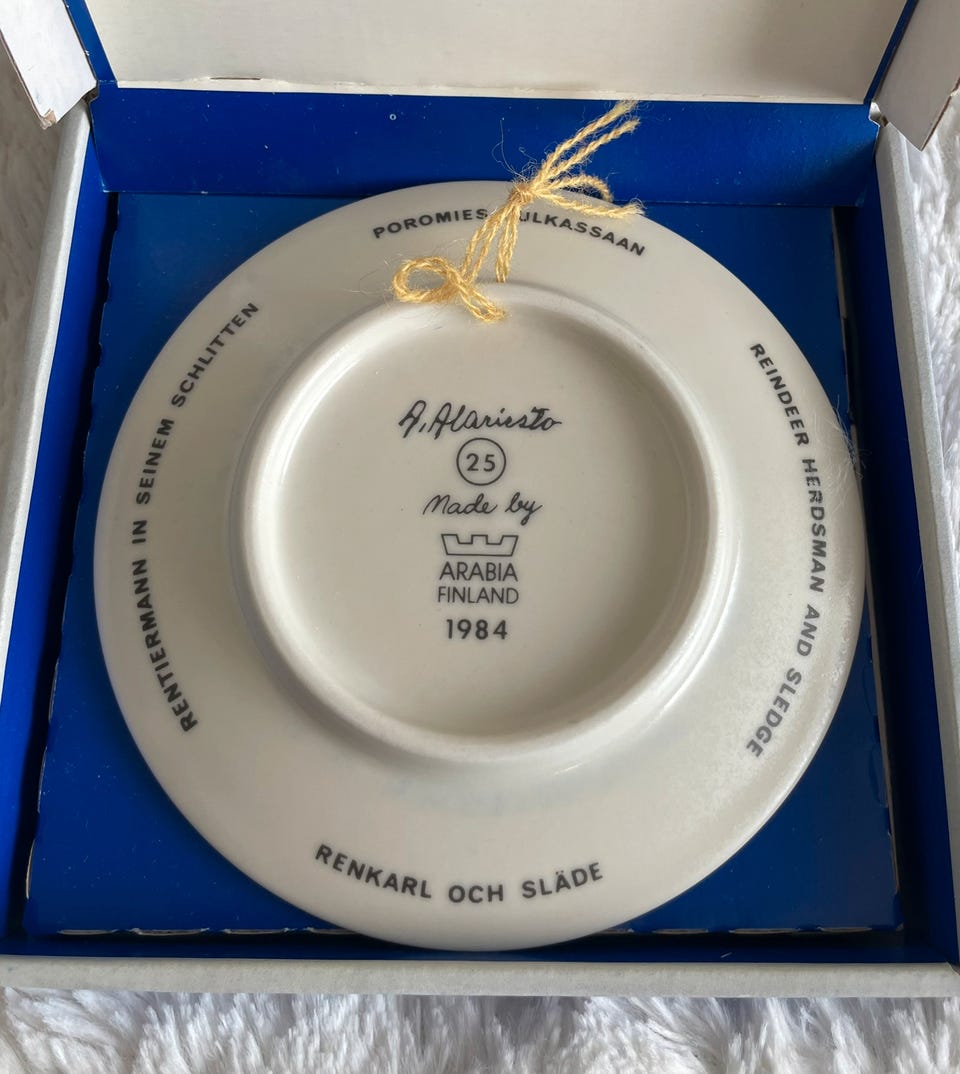 POROMIES
ULKASSAAN
REINDEER HERDSMAN AND SLEDGE
RENKARL OCH SLÄDE
RENTIERMANN IN SEINEM SCHLITTEN
A. Alariesto
25
Made by
ARABIA
FINLAND
1984